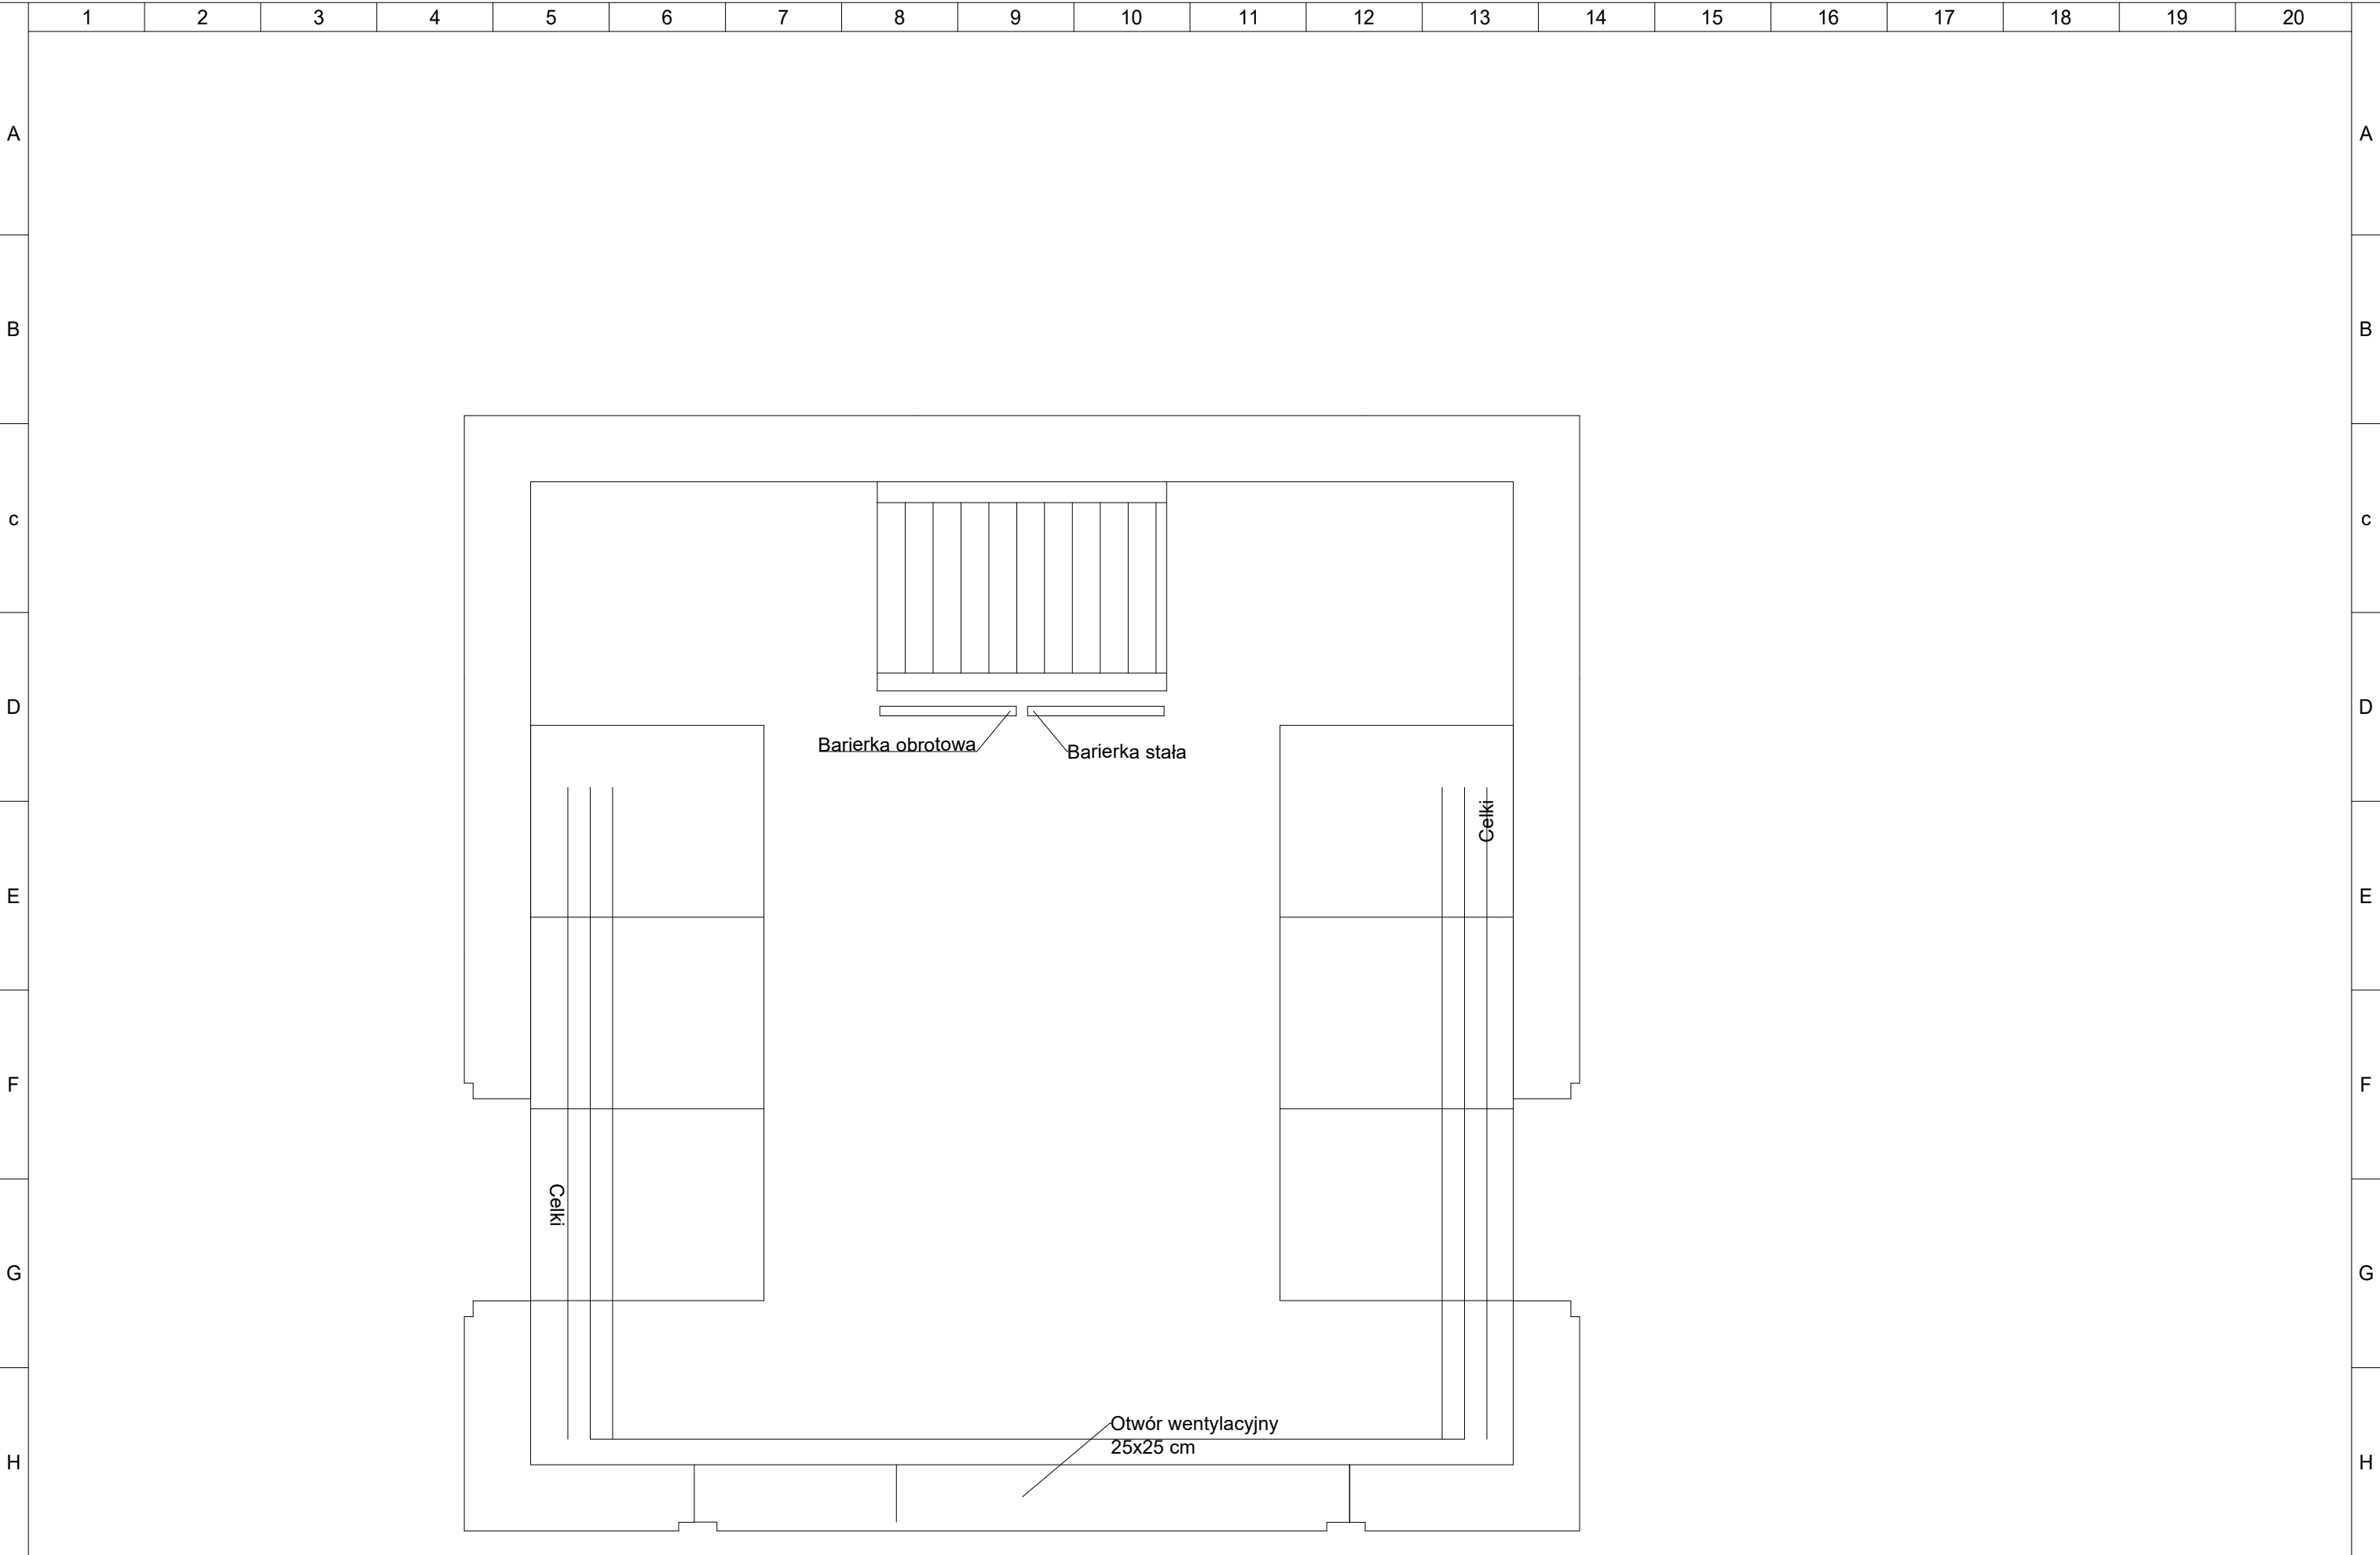 1 2 3 4 5 6 7 8 9 10 11 12 13 14 15 16 17 18 19 20
A A
B B
c c
D D
Barierka obrotowa
Barierka stała
Celki
E E
F F
Celki
G G
Otwór wentylacyjny
25x25 cm
H H